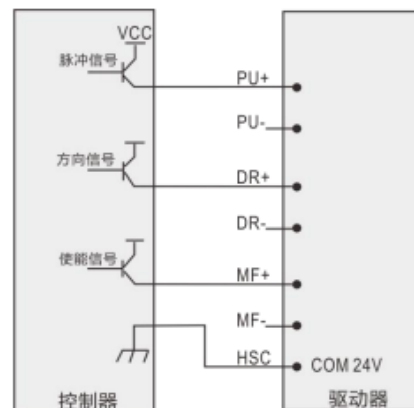 VCC
脉冲信号
PU+
PU-
方向信号
DR+
DR-
使能信号
MF+
MF-
HSC
COM 24V
控制器
驱动器